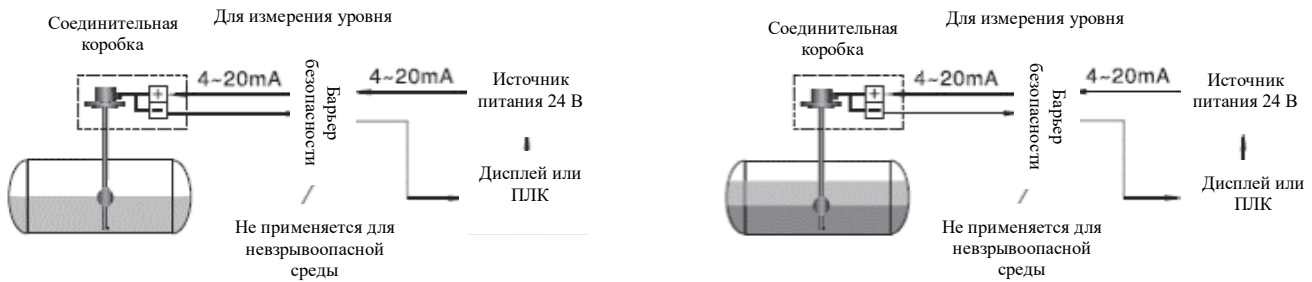 Для измерения уровня
Соединительная
коробка
4~20mA
Барьер
безопасности
4~20mA
Источник
питания 24 В
+
−
Дисплей или
ПЛК
Не применяется для
невзрывоопасной
среды
Для измерения уровня
Соединительная
коробка
4~20mA
Барьер
безопасности
4~20mA
Источник
питания 24 В
+
−
Дисплей или
ПЛК
Не применяется для
невзрывоопасной
среды